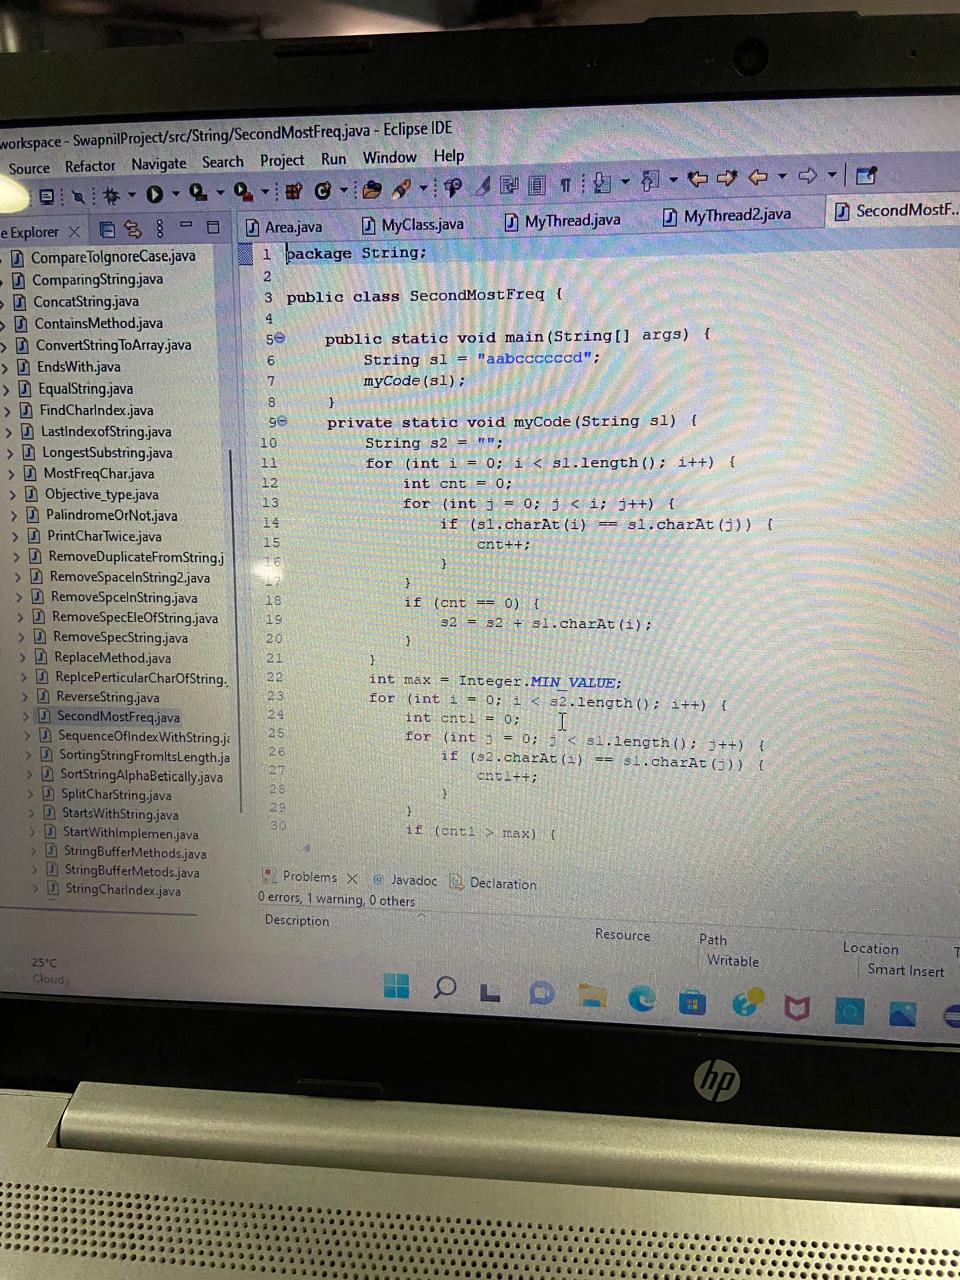 workspace - SwapnilProject/src/String/SecondMostFreq.java - Eclipse IDE
Source Refactor Navigate Search Project Run Window Help
e Explorer
Area.java
MyClass.java
MyThread.java
MyThread2.java
SecondMostF...
CompareToIgnoreCase.java
ComparingString.java
ConcatString.java
ContainsMethod.java
ConvertStringToArray.java
EndsWith.java
EqualString.java
FindCharIndex.java
LastIndexofString.java
LongestSubstring.java
MostFreqChar.java
Objective_type.java
PalindromeOrNot.java
PrintCharTwice.java
RemoveDuplicateFromString.j
RemoveSpaceInString2.java
RemoveSpceInString.java
RemoveSpecEleOfString.java
RemoveSpecString.java
ReplaceMethod.java
ReplcePerticularCharOfString.
ReverseString.java
SecondMostFreq.java
SequenceOfIndexWithString.ja
SortingStringFromItsLength.ja
SortStringAlphaBetically.java
SplitCharString.java
StartsWithString.java
StartWithImplemen.java
StringBufferMethods.java
StringBufferMetods.java
StringCharIndex.java
1 package String;
2
3 public class SecondMostFreq {
4
5 public static void main(String[] args) {
6 String s1 = "aabccccccd";
7 myCode(s1);
8 }
9 private static void myCode(String s1) {
10 String s2 = "";
11 for (int i = 0; i < s1.length(); i++) {
12 int cnt = 0;
13 for (int j = 0; j < i; j++) {
14 if (s1.charAt(i) == s1.charAt(j)) {
15 cnt++;
16 }
17 }
18 if (cnt == 0) {
19 s2 = s2 + s1.charAt(i);
20 }
21 }
22 int max = Integer.MIN_VALUE;
23 for (int i = 0; i < s2.length(); i++) {
24 int cnt1 = 0;
25 for (int j = 0; j < s1.length(); j++) {
26 if (s2.charAt(i) == s1.charAt(j)) {
27 cnt1++;
28 }
29 }
30 if (cnt1 > max) {
Problems Javadoc Declaration
0 errors, 1 warning, 0 others
Description Resource Path Location T
Writable Smart Insert
25°C
Cloudy
hp